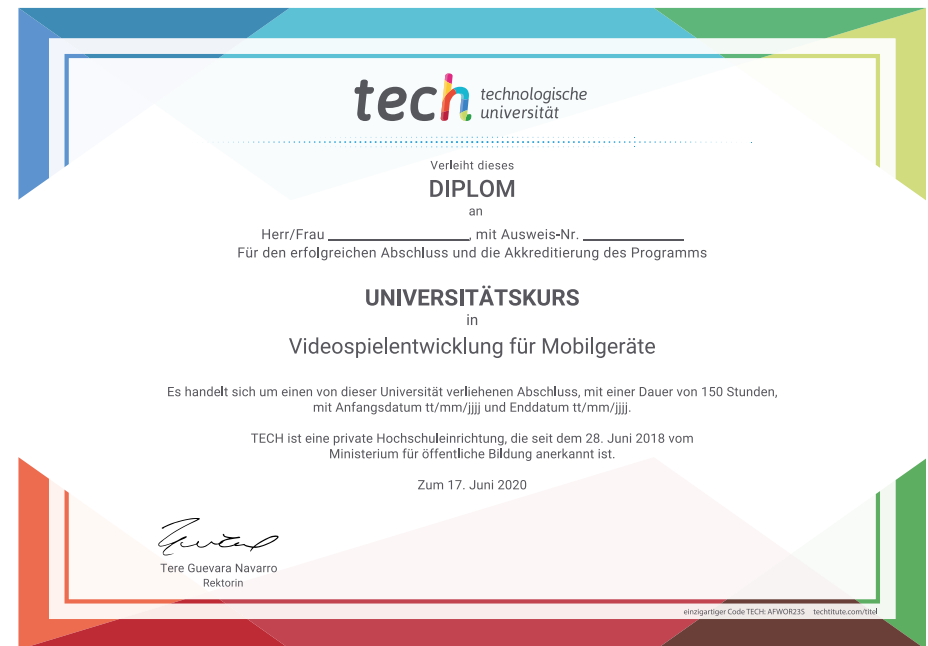 tech technologische
universität
Verleiht dieses
DIPLOM
an
Herr/Frau ____________________, mit Ausweis-Nr. ______________
Für den erfolgreichen Abschluss und die Akkreditierung des Programms
UNIVERSITÄTSKURS
in
Videospielentwicklung für Mobilgeräte
Es handelt sich um einen von dieser Universität verliehenen Abschluss, mit einer Dauer von 150 Stunden,
mit Anfangsdatum tt/mm/jjjj und Enddatum tt/mm/jjjj.
TECH ist eine private Hochschuleinrichtung, die seit dem 28. Juni 2018 vom
Ministerium für öffentliche Bildung anerkannt ist.
Zum 17. Juni 2020
Tere Guevara Navarro
Rektorin
einzigartiger Code TECH: AFWOR23S techtitute.com/titel